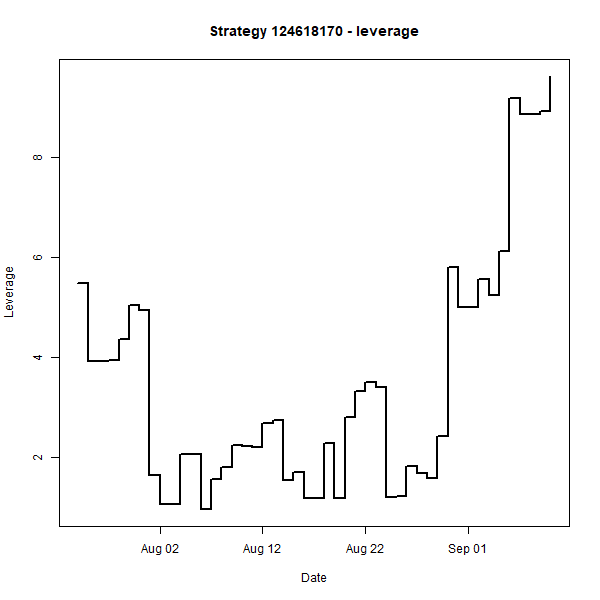 Strategy 124618170 - leverage
8
6
4
2
Leverage
Aug 02
Aug 12
Aug 22
Sep 01
Date